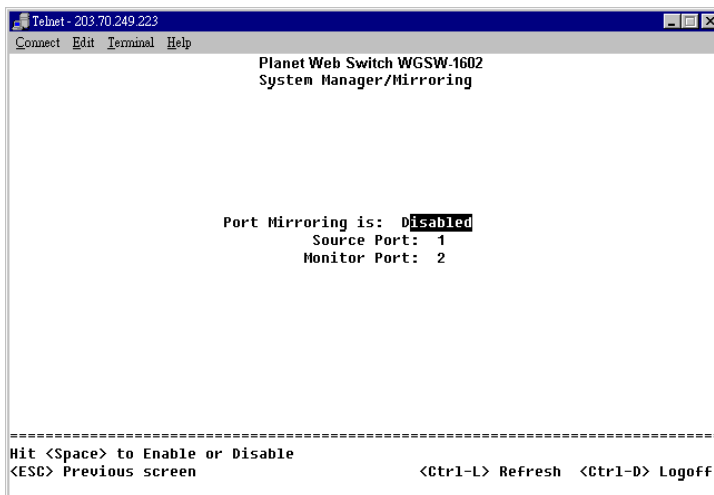 Telnet - 203.70.249.223
Connect Edit Terminal Help
Planet Web Switch WGSW-1602
System Manager/Mirroring
Port Mirroring is: Disabled
Source Port: 1
Monitor Port: 2
================================================================================
Hit <Space> to Enable or Disable
<ESC> Previous screen <Ctrl-L> Refresh <Ctrl-D> Logoff